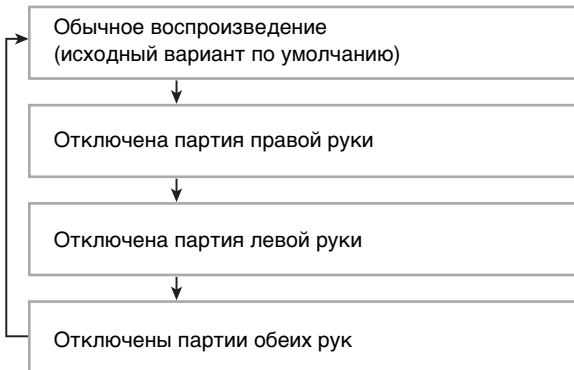 Обычное воспроизведение
(исходный вариант по умолчанию)
Отключена партия правой руки
Отключена партия левой руки
Отключены партии обеих рук